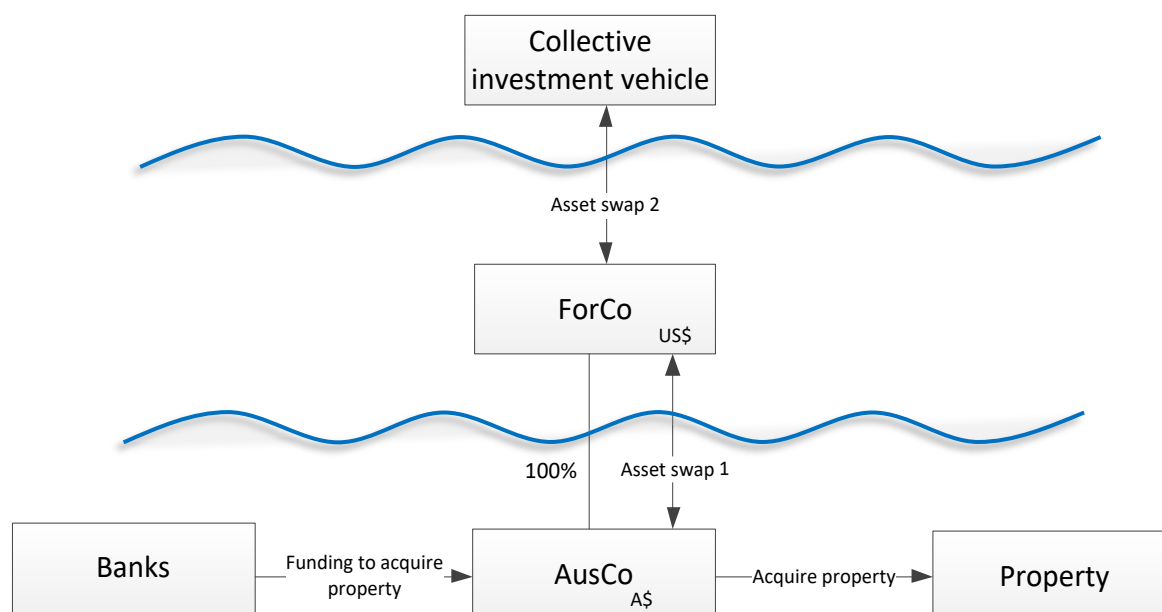 Collective
investment vehicle
Asset swap 2
ForCo
US$
100%
Asset swap 1
Banks
Funding to acquire
property
AusCo
A$
Acquire property
Property